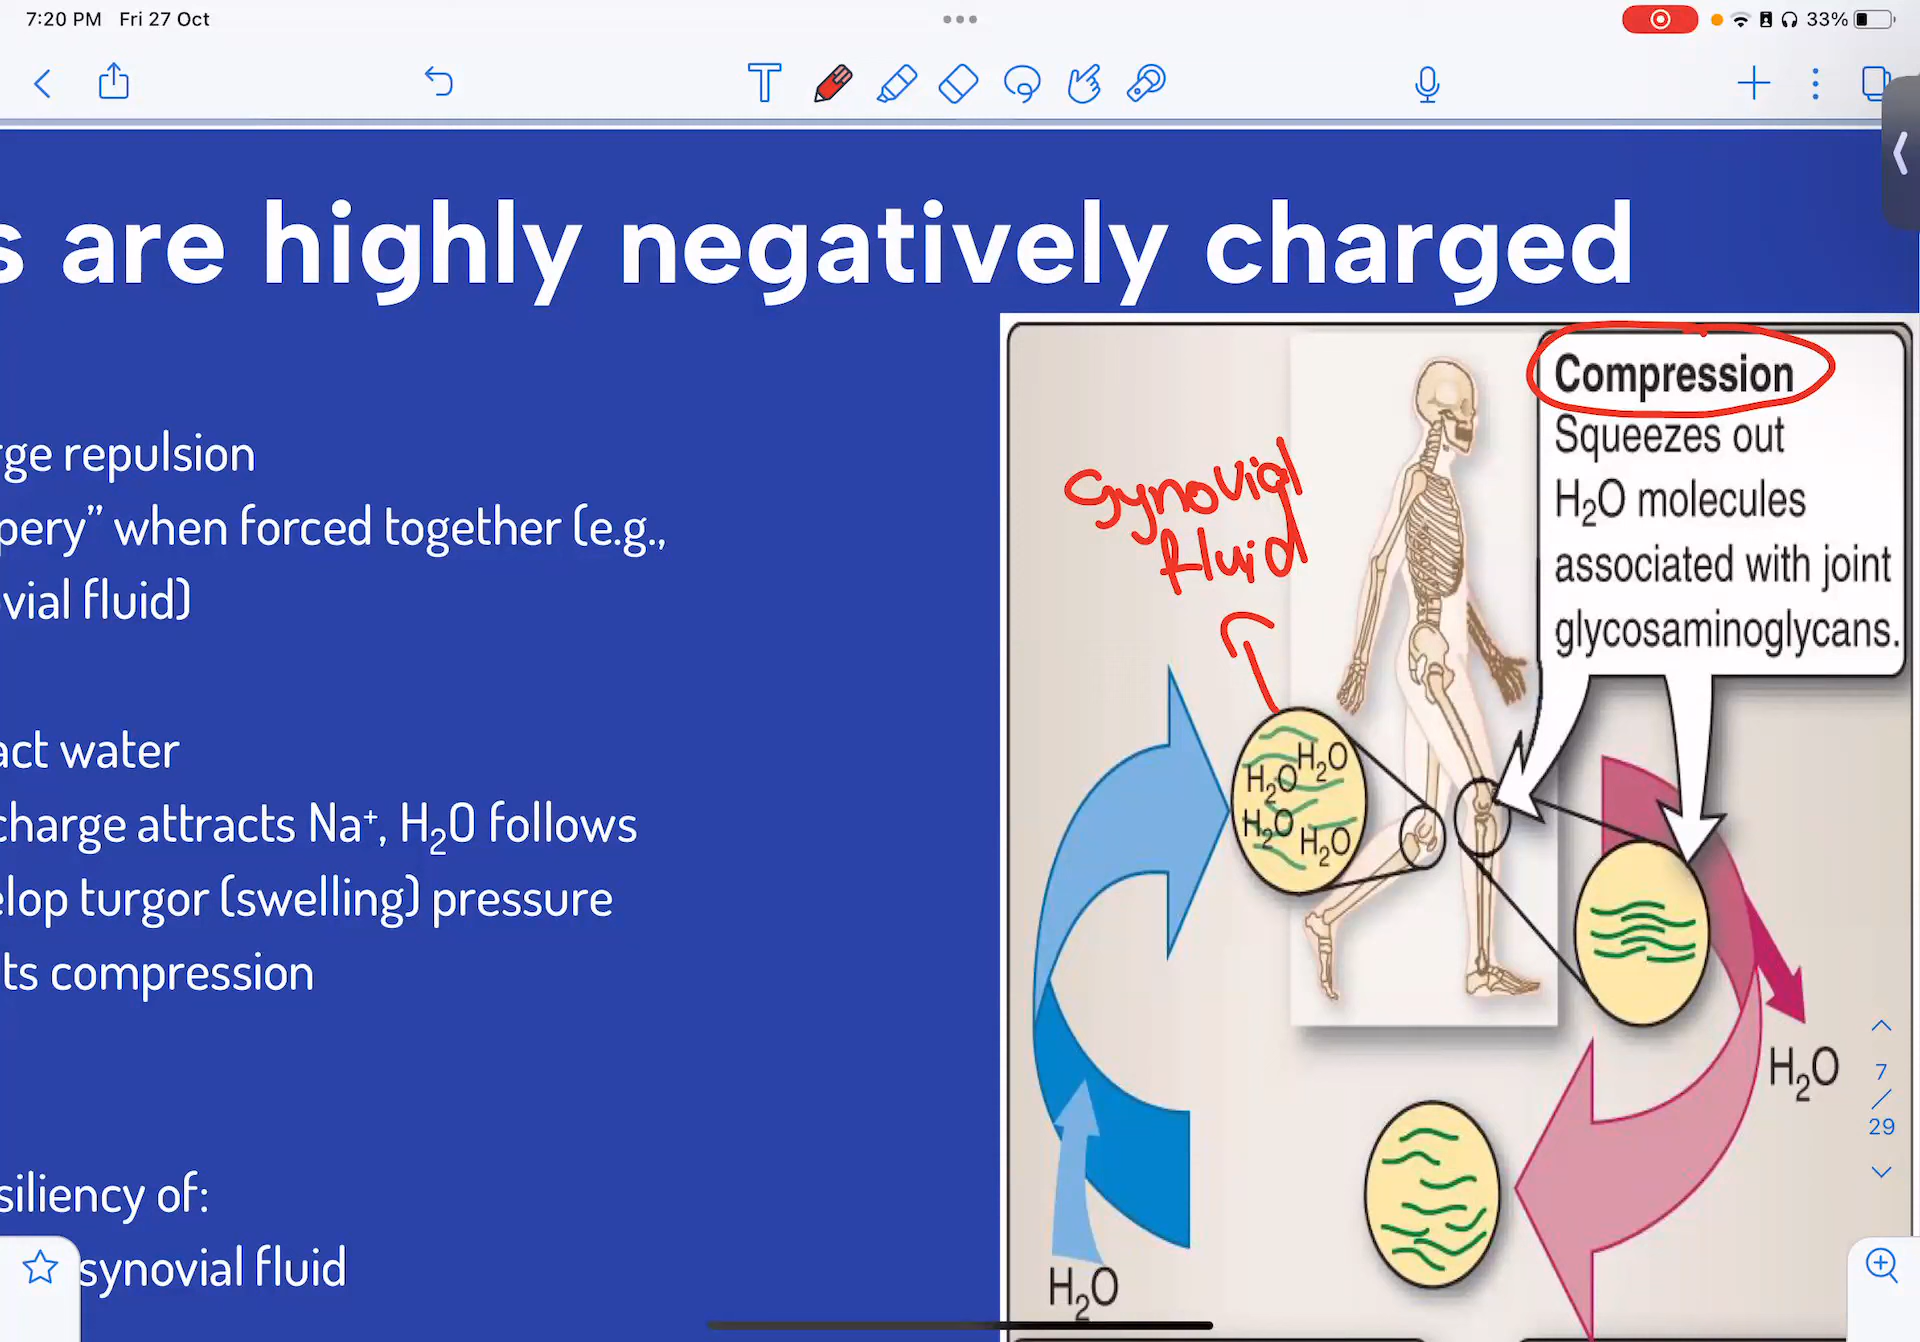 7:20 PM Fri 27 Oct
33%
s are highly negatively charged
rge repulsion
pery” when forced together (e.g.,
vial fluid)
act water
charge attracts Na⁺, H₂O follows
elop turgor (swelling) pressure
ts compression
siliency of:
synovial fluid
Synovial
fluid
Compression
Squeezes out
H₂O molecules
associated with joint
glycosaminoglycans.
H₂O
H₂O
H₂O
H₂O
H₂O
H₂O
7
/
29